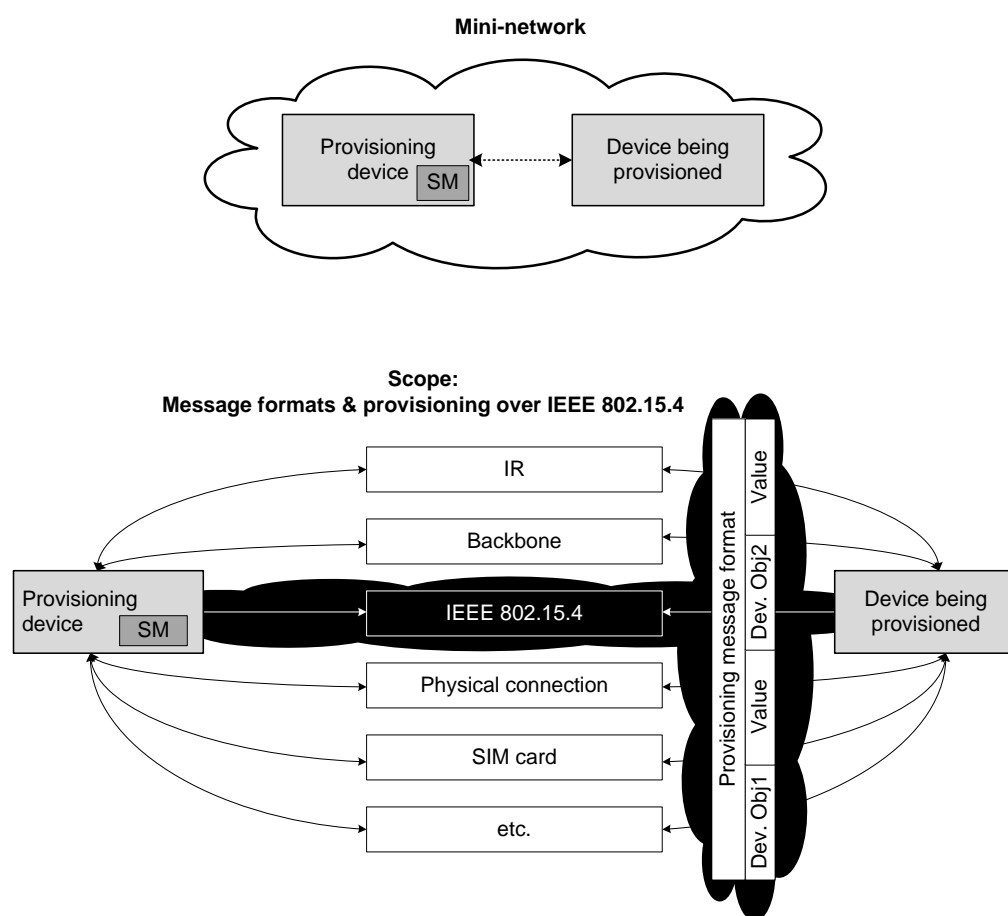 Mini-network
Provisioning
device
SM
Device being
provisioned
Scope:
Message formats & provisioning over IEEE 802.15.4
IR
Backbone
IEEE 802.15.4
Physical connection
SIM card
etc.
Provisioning
device
SM
Provisioning message format
Dev. Obj1
Value
Dev. Obj2
Value
Device being
provisioned